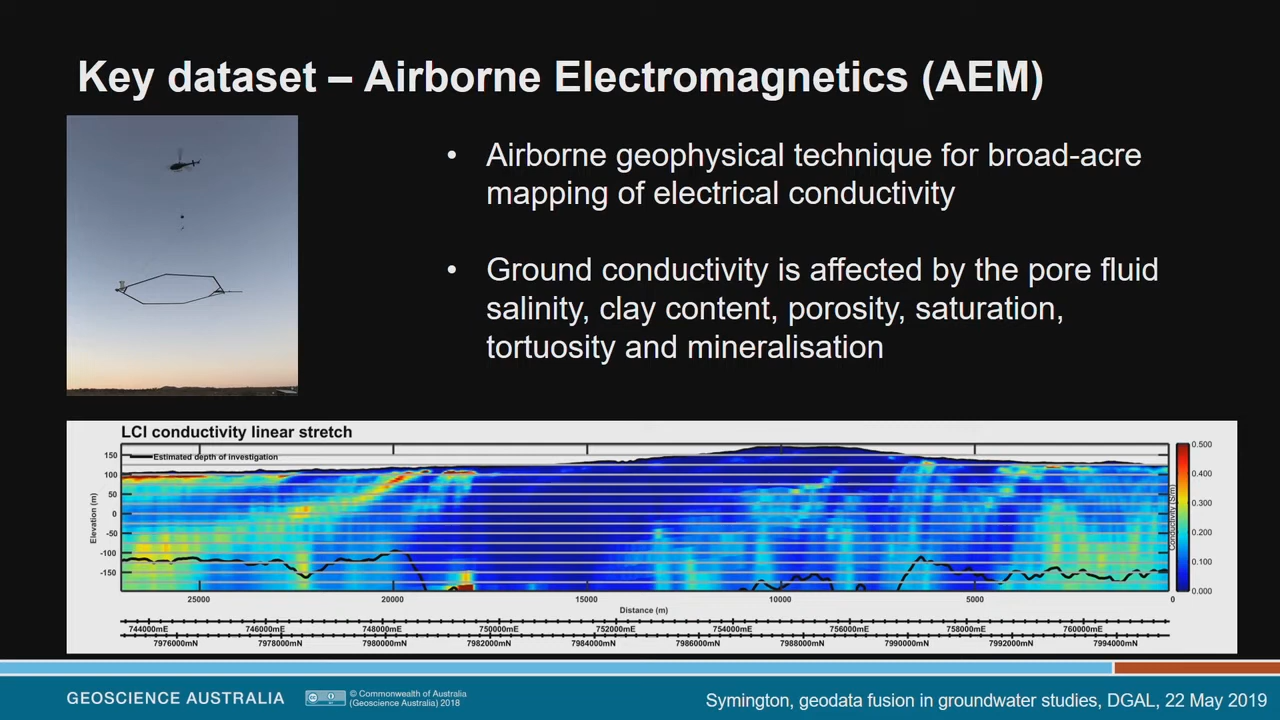 Key dataset – Airborne Electromagnetics (AEM)
• Airborne geophysical technique for broad-acre
mapping of electrical conductivity
• Ground conductivity is affected by the pore fluid
salinity, clay content, porosity, saturation,
tortuosity and mineralisation
LCI conductivity linear stretch
Estimated depth of investigation
150
100
50
0
-50
-100
-150
Elevation (m)
0.500
0.400
0.300
0.200
0.100
0.000
Conductivity (S/m)
25000 20000 15000 10000 5000 0
Distance (m)
744000mE 746000mE 748000mE 750000mE 752000mE 754000mE 756000mE 758000mE 760000mE
7976000mN 7978000mN 7980000mN 7982000mN 7984000mN 7986000mN 7988000mN 7990000mN 7992000mN 7994000mN
GEOSCIENCE AUSTRALIA
© Commonwealth of Australia
(Geoscience Australia) 2018
Symington, geodata fusion in groundwater studies, DGAL, 22 May 2019